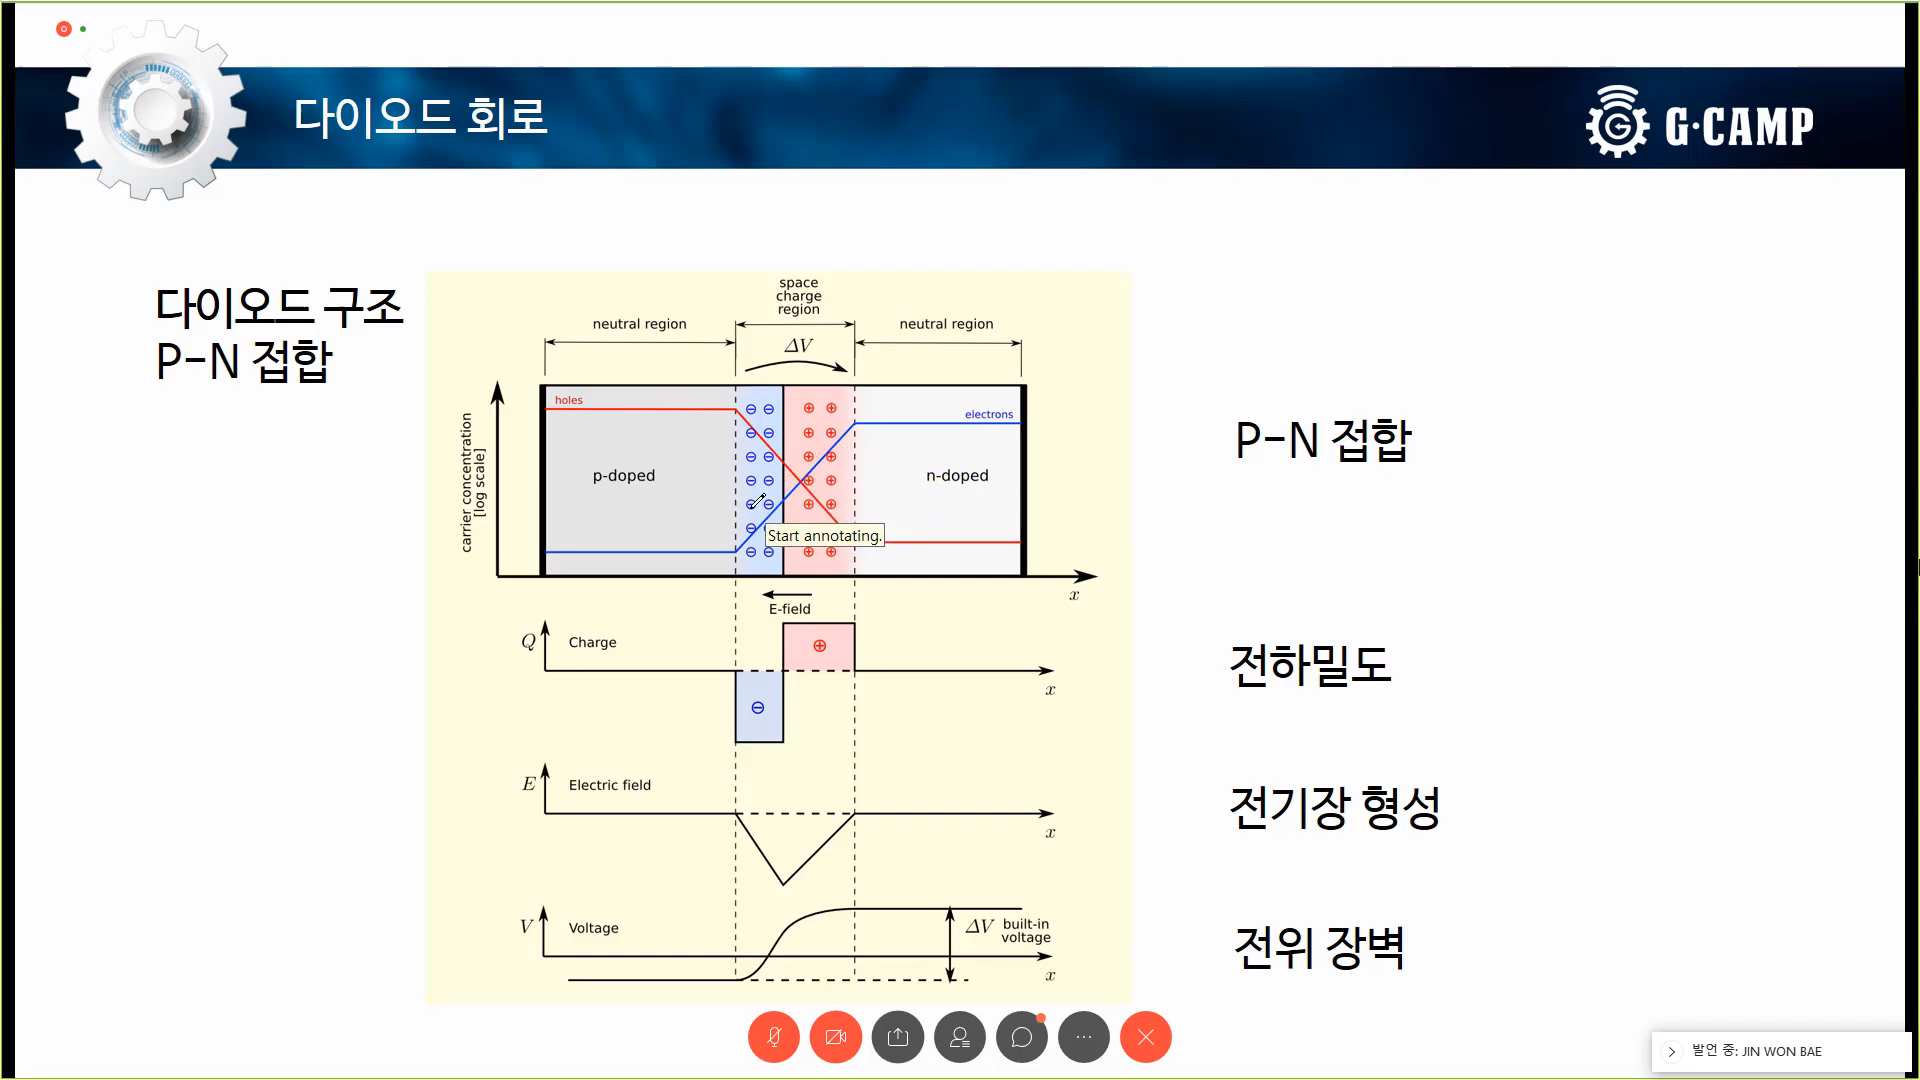 다이오드 회로
G·CAMP
다이오드 구조
P-N 접합
space
charge
region
neutral region
neutral region
ΔV
holes
electrons
carrier concentration
[log scale]
p-doped
n-doped
Start annotating.
x
E-field
Q
Charge
x
E
Electric field
x
V
Voltage
ΔV
built-in
voltage
x
P-N 접합
전하밀도
전기장 형성
전위 장벽
발언 중: JIN WON BAE